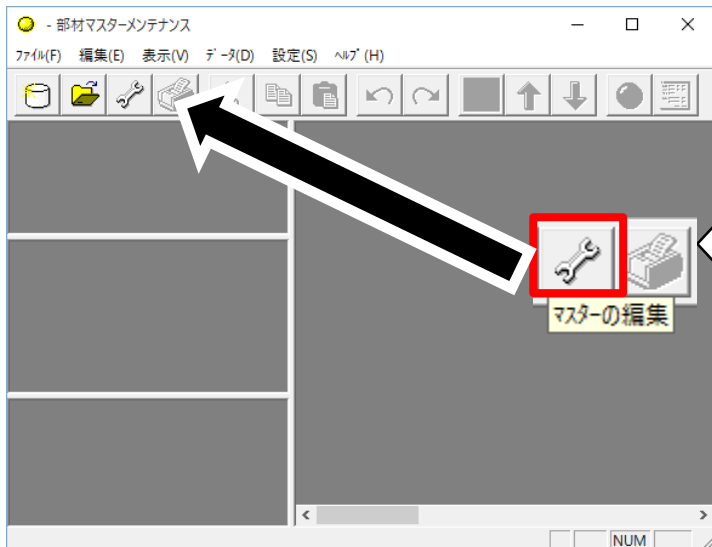 - 部材マスターメンテナンス
ﾌｧｲﾙ(F) 編集(E) 表示(V) ﾃﾞｰﾀ(D) 設定(S) ﾍﾙﾌﾟ(H)
ﾏｽﾀｰの編集
NUM